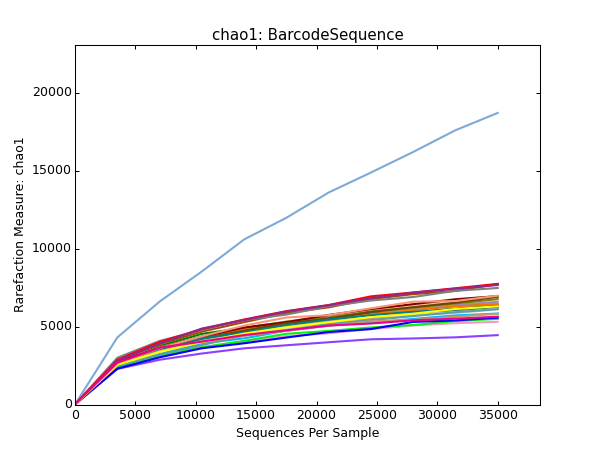 chao1: BarcodeSequence
Rarefaction Measure: chao1
20000
15000
10000
5000
0
0 5000 10000 15000 20000 25000 30000 35000
Sequences Per Sample